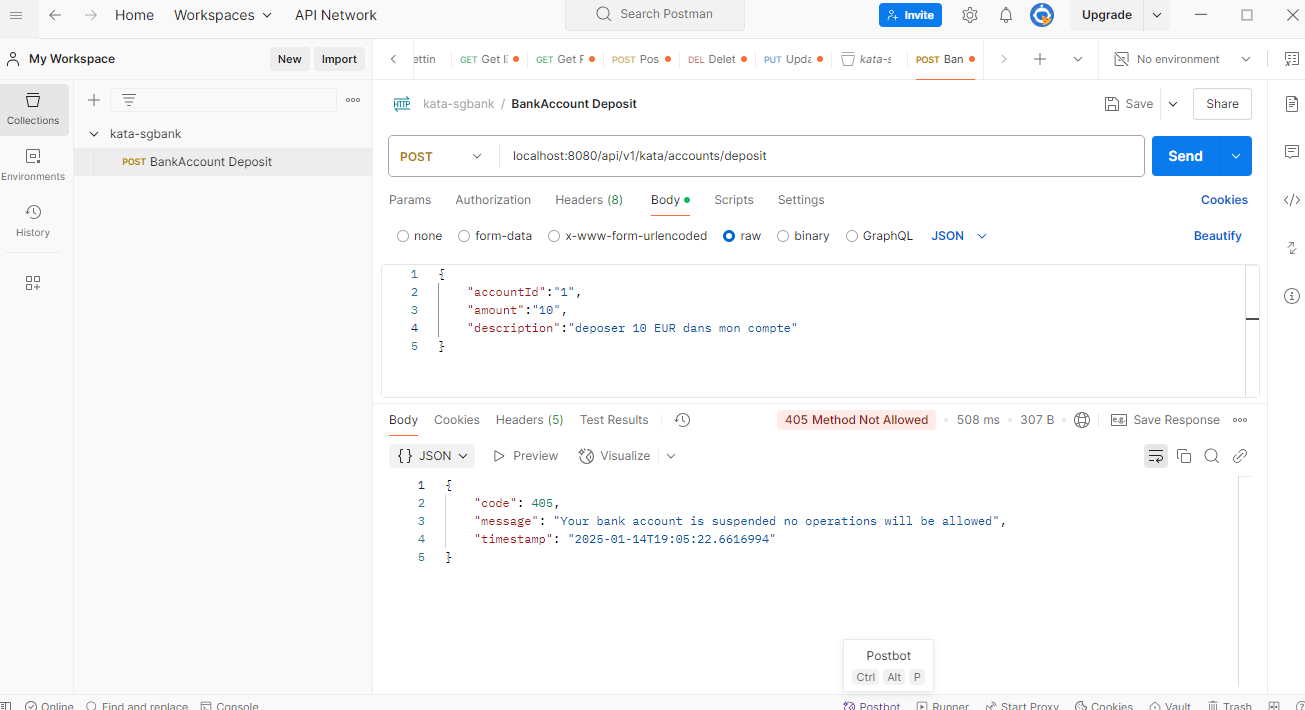 Home Workspaces API Network Search Postman Invite Upgrade
My Workspace New Import ettin GET Get I POST Pos DEL Delet PUT Upda kata-s POST Ban No environment
GET Get F
Collections
kata-sgbank / BankAccount Deposit Save Share
kata-sgbank
POST BankAccount Deposit
Environments
History
POST localhost:8080/api/v1/kata/accounts/deposit Send
Params Authorization Headers (8) Body Scripts Settings Cookies
none form-data x-www-form-urlencoded raw binary GraphQL JSON Beautify
1 {
2 "accountId":"1",
3 "amount":"10",
4 "description":"deposer 10 EUR dans mon compte"
5 }
Body Cookies Headers (5) Test Results 405 Method Not Allowed 508 ms 307 B e.g. Save Response
{} JSON Preview Visualize
1 {
2 "code": 405,
3 "message": "Your bank account is suspended no operations will be allowed",
4 "timestamp": "2025-01-14T19:05:22.6616994"
5 }
Postbot
Ctrl Alt P
Online Find and replace Console Postbot Runner Start Proxy Cookies Vault Trash